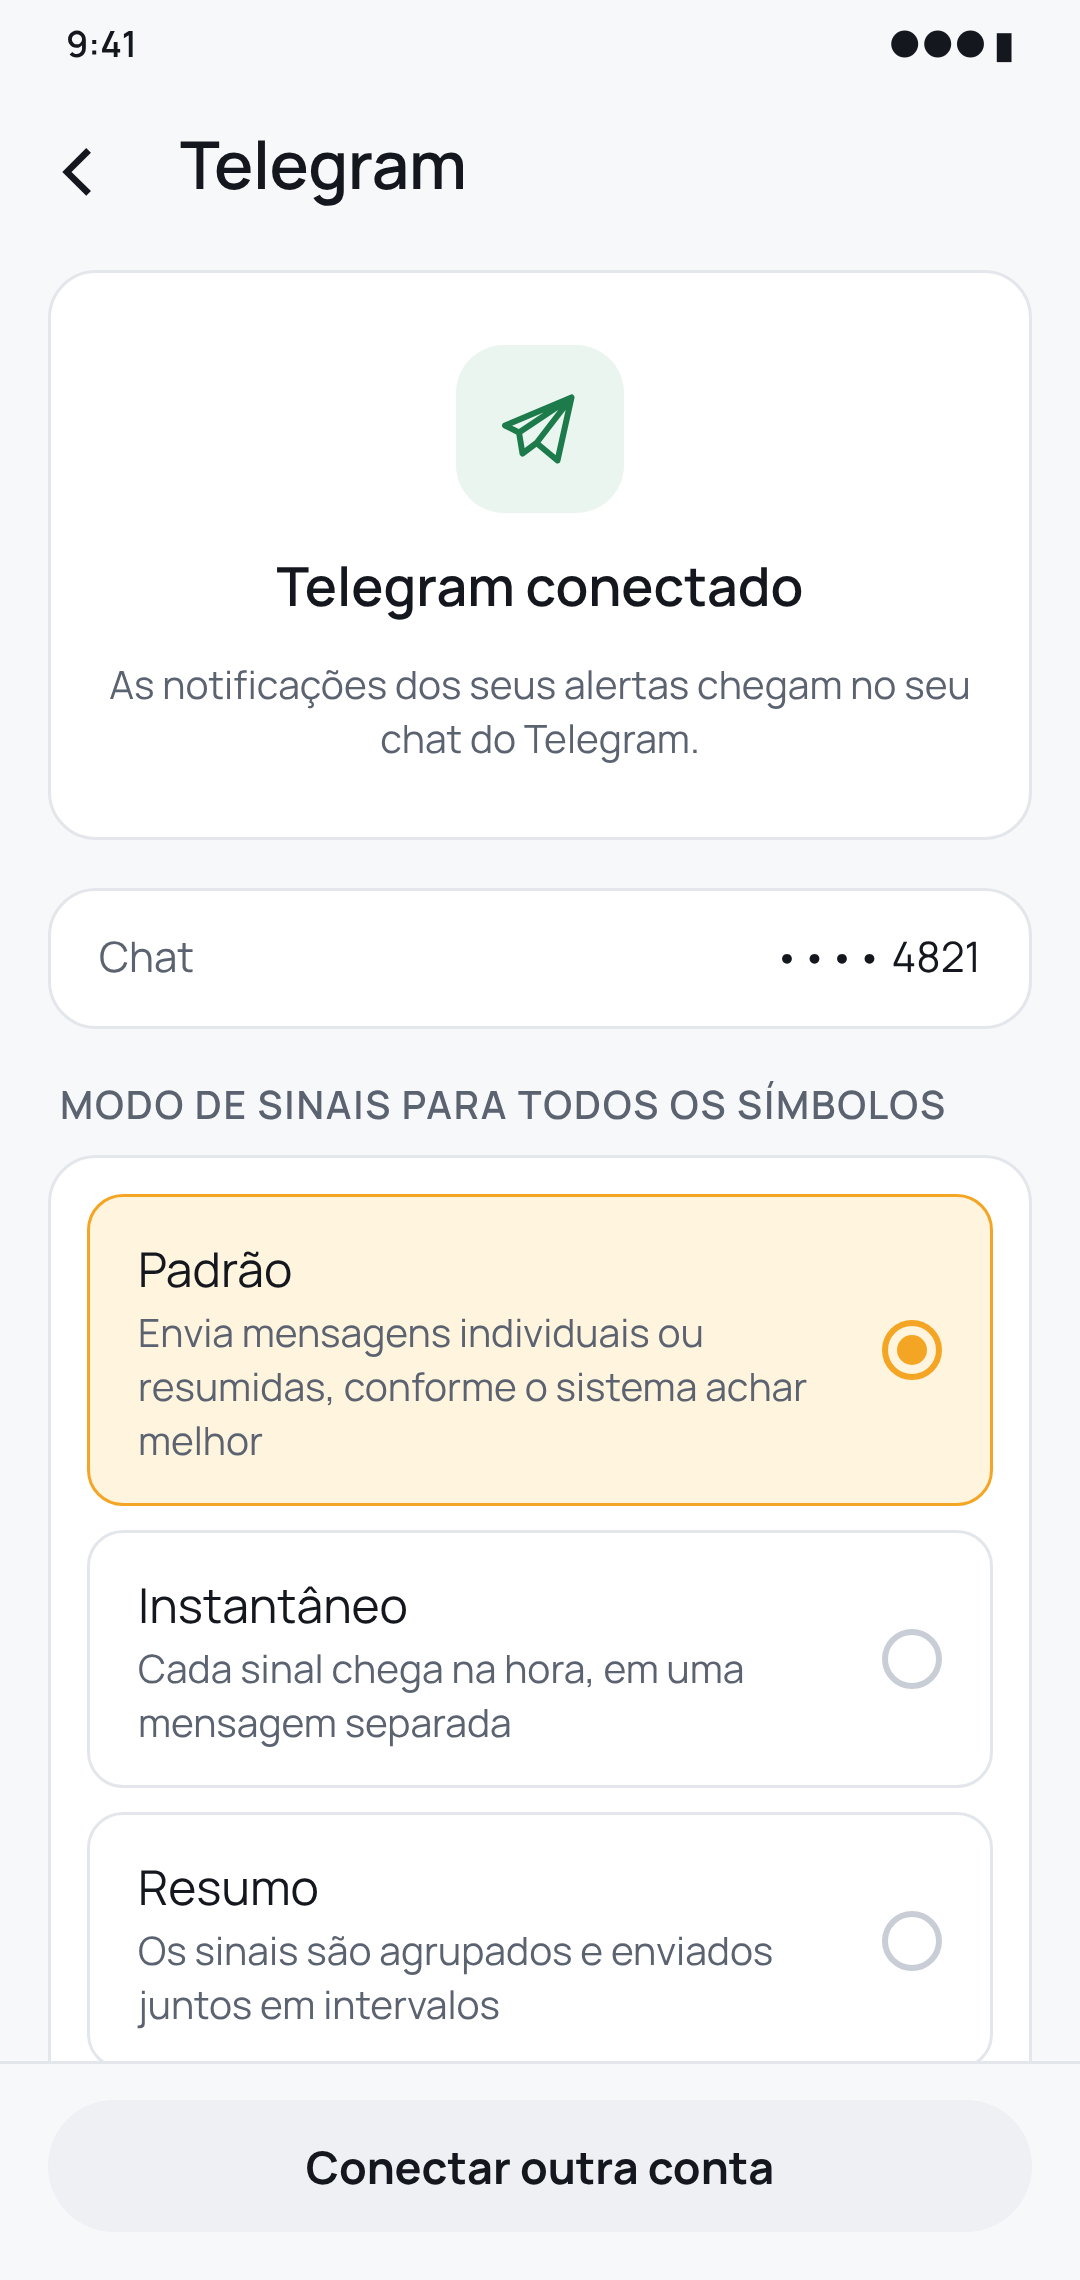 9:41
Telegram
Telegram conectado
As notificações dos seus alertas chegam no seu
chat do Telegram.
Chat
•••• 4821
MODO DE SINAIS PARA TODOS OS SÍMBOLOS
Padrão
Envia mensagens individuais ou
resumidas, conforme o sistema achar
melhor
Instantâneo
Cada sinal chega na hora, em uma
mensagem separada
Resumo
Os sinais são agrupados e enviados
juntos em intervalos
Conectar outra conta